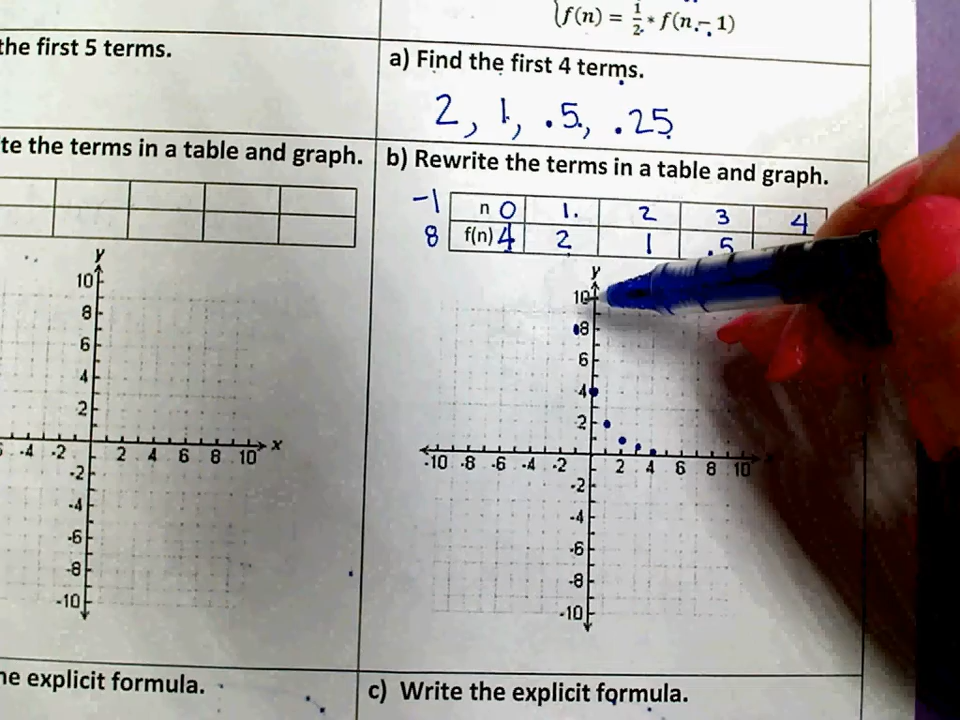 f(n) = 1/2 * f(n - 1)
the first 5 terms.
a) Find the first 4 terms.
2, 1, .5, .25
te the terms in a table and graph.
b) Rewrite the terms in a table and graph.
-1 n 0 1. 2 3 4
8 f(n) 4 2 1 .5
y
10
8
6
4
2
-4 -2 2 4 6 8 10 x
-2
-4
-6
-8
-10
y
10
8
6
4
2
-10 -8 -6 -4 -2 2 4 6 8 10
-2
-4
-6
-8
-10
he explicit formula.
c) Write the explicit formula.